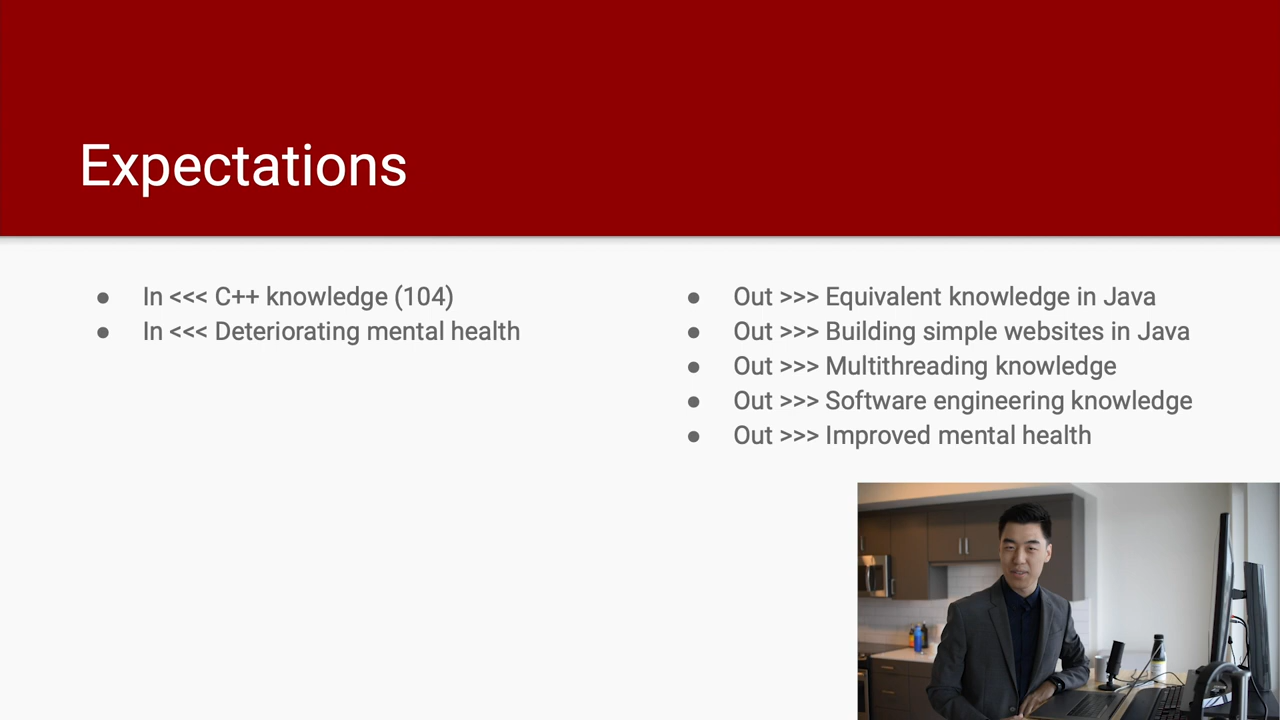 Expectations
● In <<< C++ knowledge (104)
● In <<< Deteriorating mental health
● Out >>> Equivalent knowledge in Java
● Out >>> Building simple websites in Java
● Out >>> Multithreading knowledge
● Out >>> Software engineering knowledge
● Out >>> Improved mental health